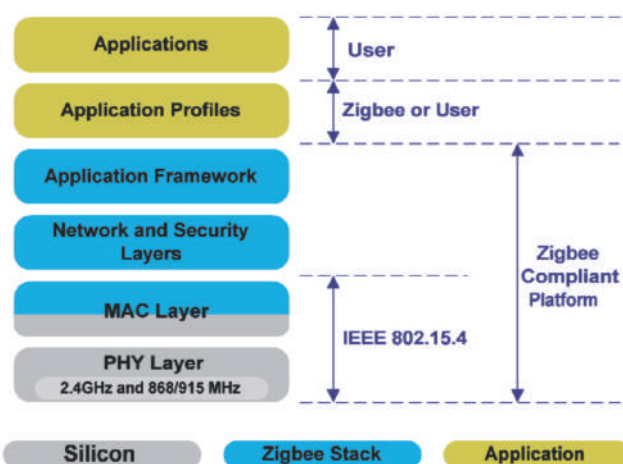 Applications
User
Application Profiles
Zigbee or User
Application Framework
Network and Security
Layers
Zigbee
Compliant
Platform
MAC Layer
IEEE 802.15.4
PHY Layer
2.4GHz and 868/915 MHz
Silicon
Zigbee Stack
Application